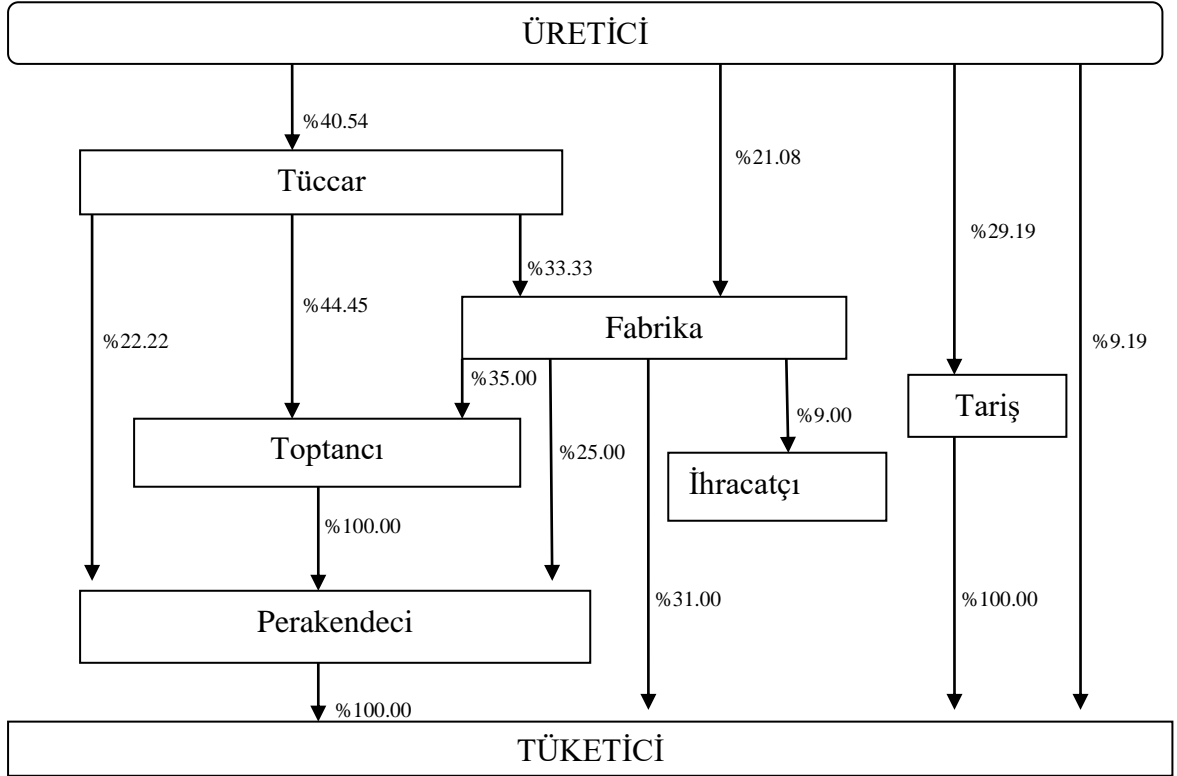 ÜRETİCİ
%40.54
%21.08
Tüccar
%29.19
%33.33
%44.45
Fabrika
%22.22
%9.19
%35.00
Tariş
%9.00
Toptancı
%25.00
İhracatçı
%100.00
%31.00
%100.00
Perakendeci
%100.00
TÜKETİCİ